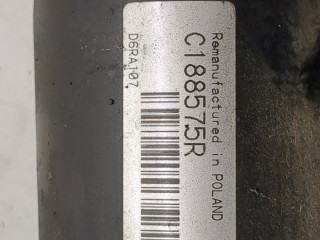 Remanufactured in POLAND
C188575R
D6RA107